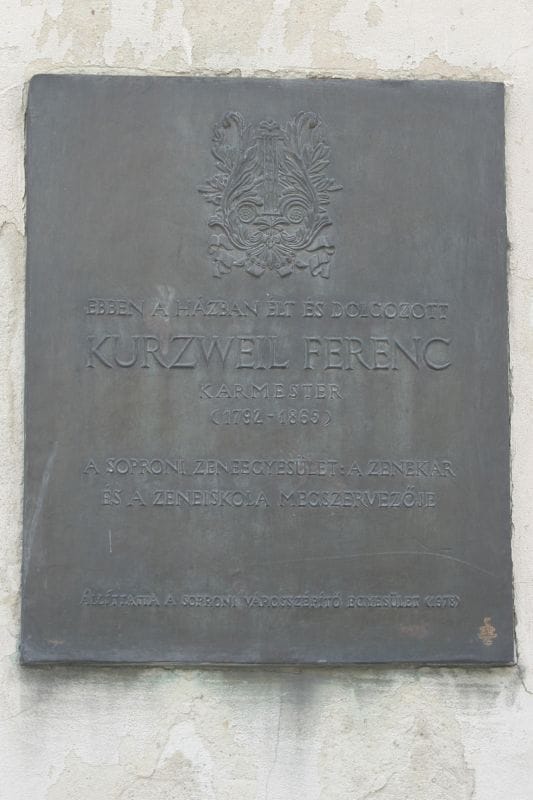 EBBEN A HÁZBAN ÉLT ÉS DOLGOZOTT
KURZWEIL FERENC
KARMESTER
(1792-1865)
A SOPRONI ZENEEGYESÜLET: A ZENEKAR
ÉS A ZENEISKOLA MEGSZERVEZŐJE
ÁLLÍTTATTA A SOPRONI VÁROSSZÉPÍTŐ EGYESÜLET (1978)